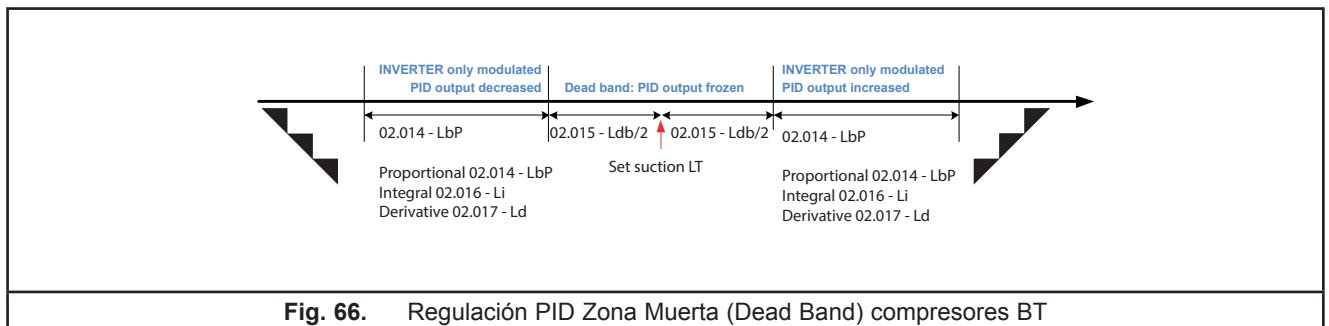 INVERTER only modulated
PID output decreased
Dead band: PID output frozen
INVERTER only modulated
PID output increased
02.014 - LbP
02.015 - Ldb/2
02.015 - Ldb/2
02.014 - LbP
Set suction LT
Proportional 02.014 - LbP
Integral 02.016 - Li
Derivative 02.017 - Ld
Proportional 02.014 - LbP
Integral 02.016 - Li
Derivative 02.017 - Ld
Fig. 66. Regulación PID Zona Muerta (Dead Band) compresores BT